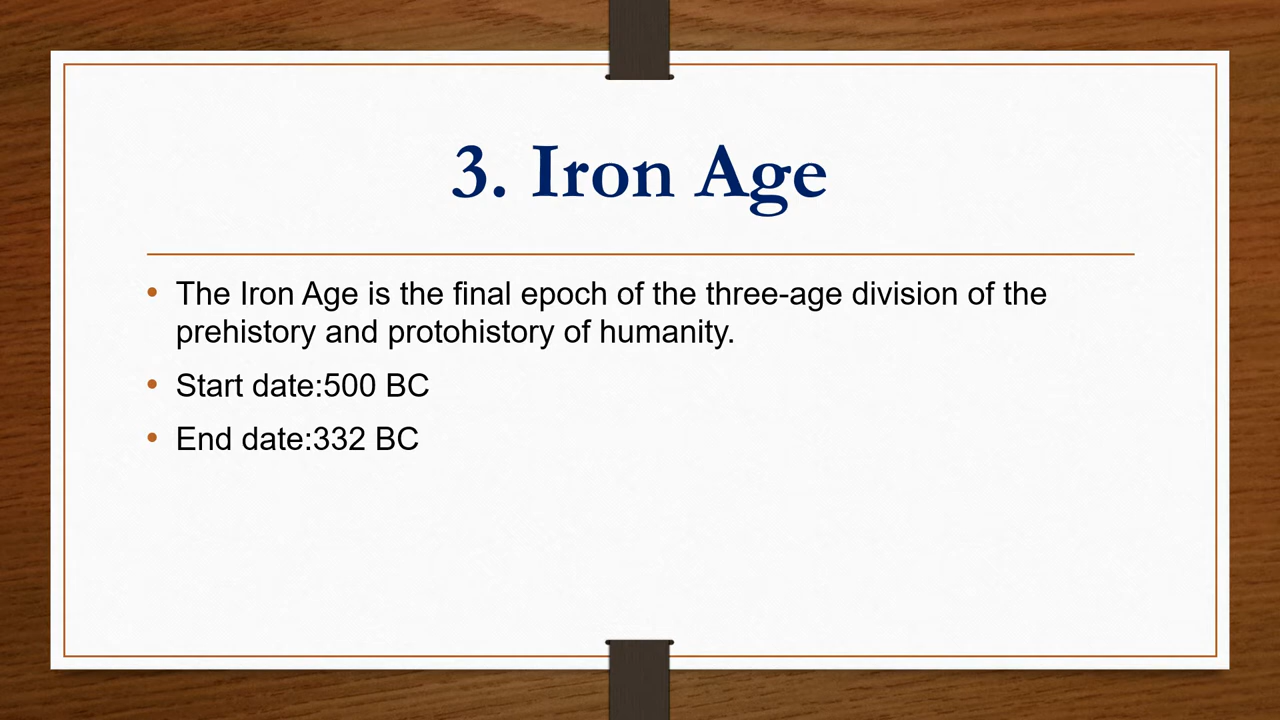 3. Iron Age
• The Iron Age is the final epoch of the three-age division of the
prehistory and protohistory of humanity.
• Start date:500 BC
• End date:332 BC